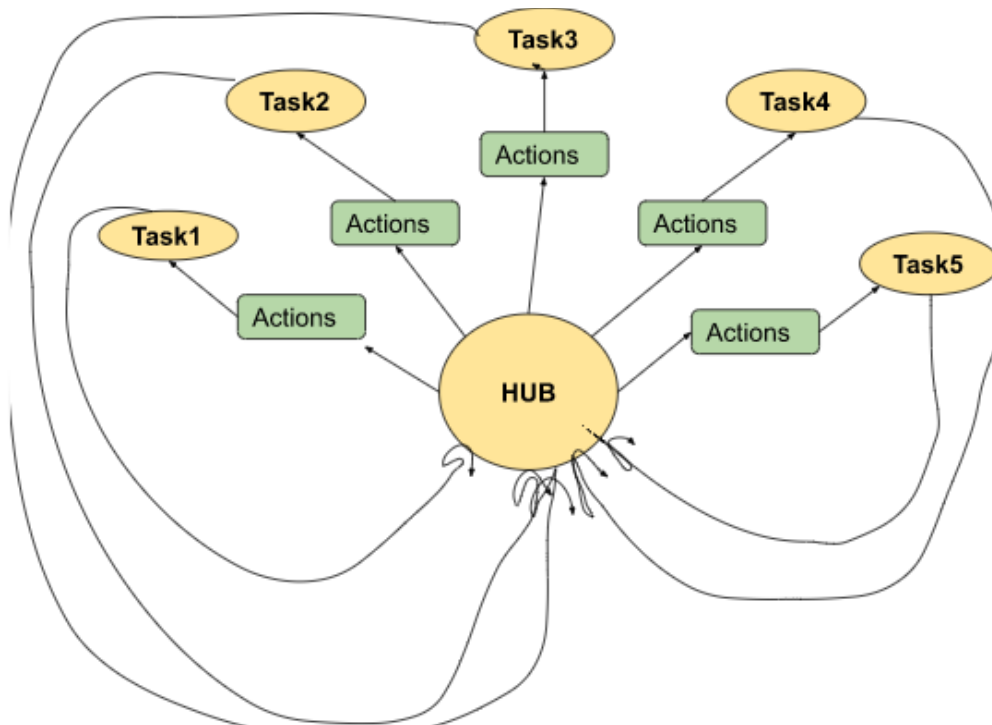 Task3
Task2
Task4
Actions
Actions
Actions
Task1
Task5
Actions
Actions
HUB